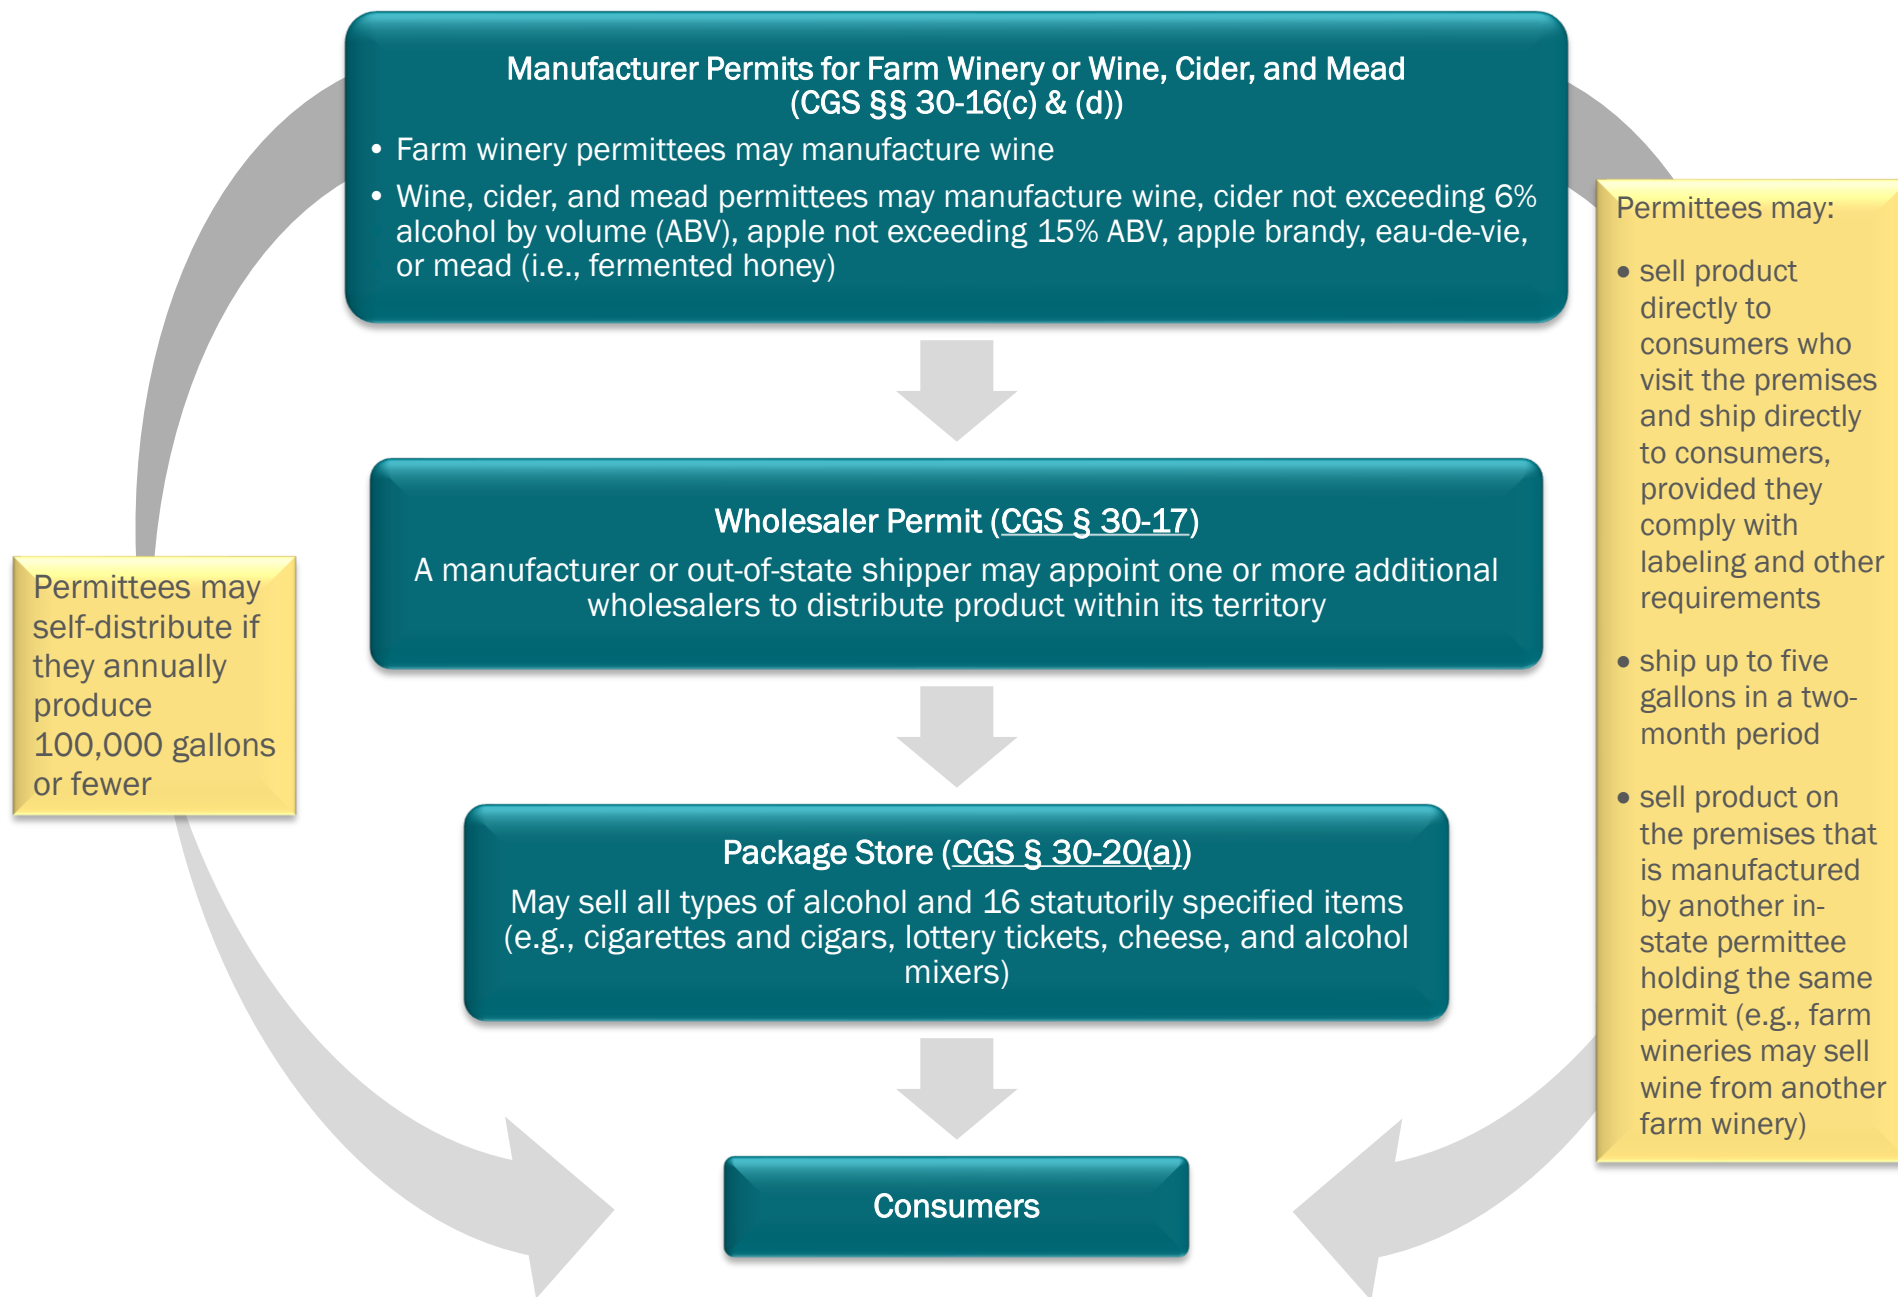 Manufacturer Permits for Farm Winery or Wine, Cider, and Mead
(CGS §§ 30-16(c) & (d))
• Farm winery permittees may manufacture wine
• Wine, cider, and mead permittees may manufacture wine, cider not exceeding 6%
alcohol by volume (ABV), apple not exceeding 15% ABV, apple brandy, eau-de-vie,
or mead (i.e., fermented honey)
Wholesaler Permit (CGS § 30-17)
A manufacturer or out-of-state shipper may appoint one or more additional
wholesalers to distribute product within its territory
Package Store (CGS § 30-20(a))
May sell all types of alcohol and 16 statutorily specified items
(e.g., cigarettes and cigars, lottery tickets, cheese, and alcohol
mixers)
Consumers
Permittees may
self-distribute if
they annually
produce
100,000 gallons
or fewer
Permittees may:
• sell product
directly to
consumers who
visit the premises
and ship directly
to consumers,
provided they
comply with
labeling and other
requirements
• ship up to five
gallons in a two-
month period
• sell product on
the premises that
is manufactured
by another in-
state permittee
holding the same
permit (e.g., farm
wineries may sell
wine from another
farm winery)